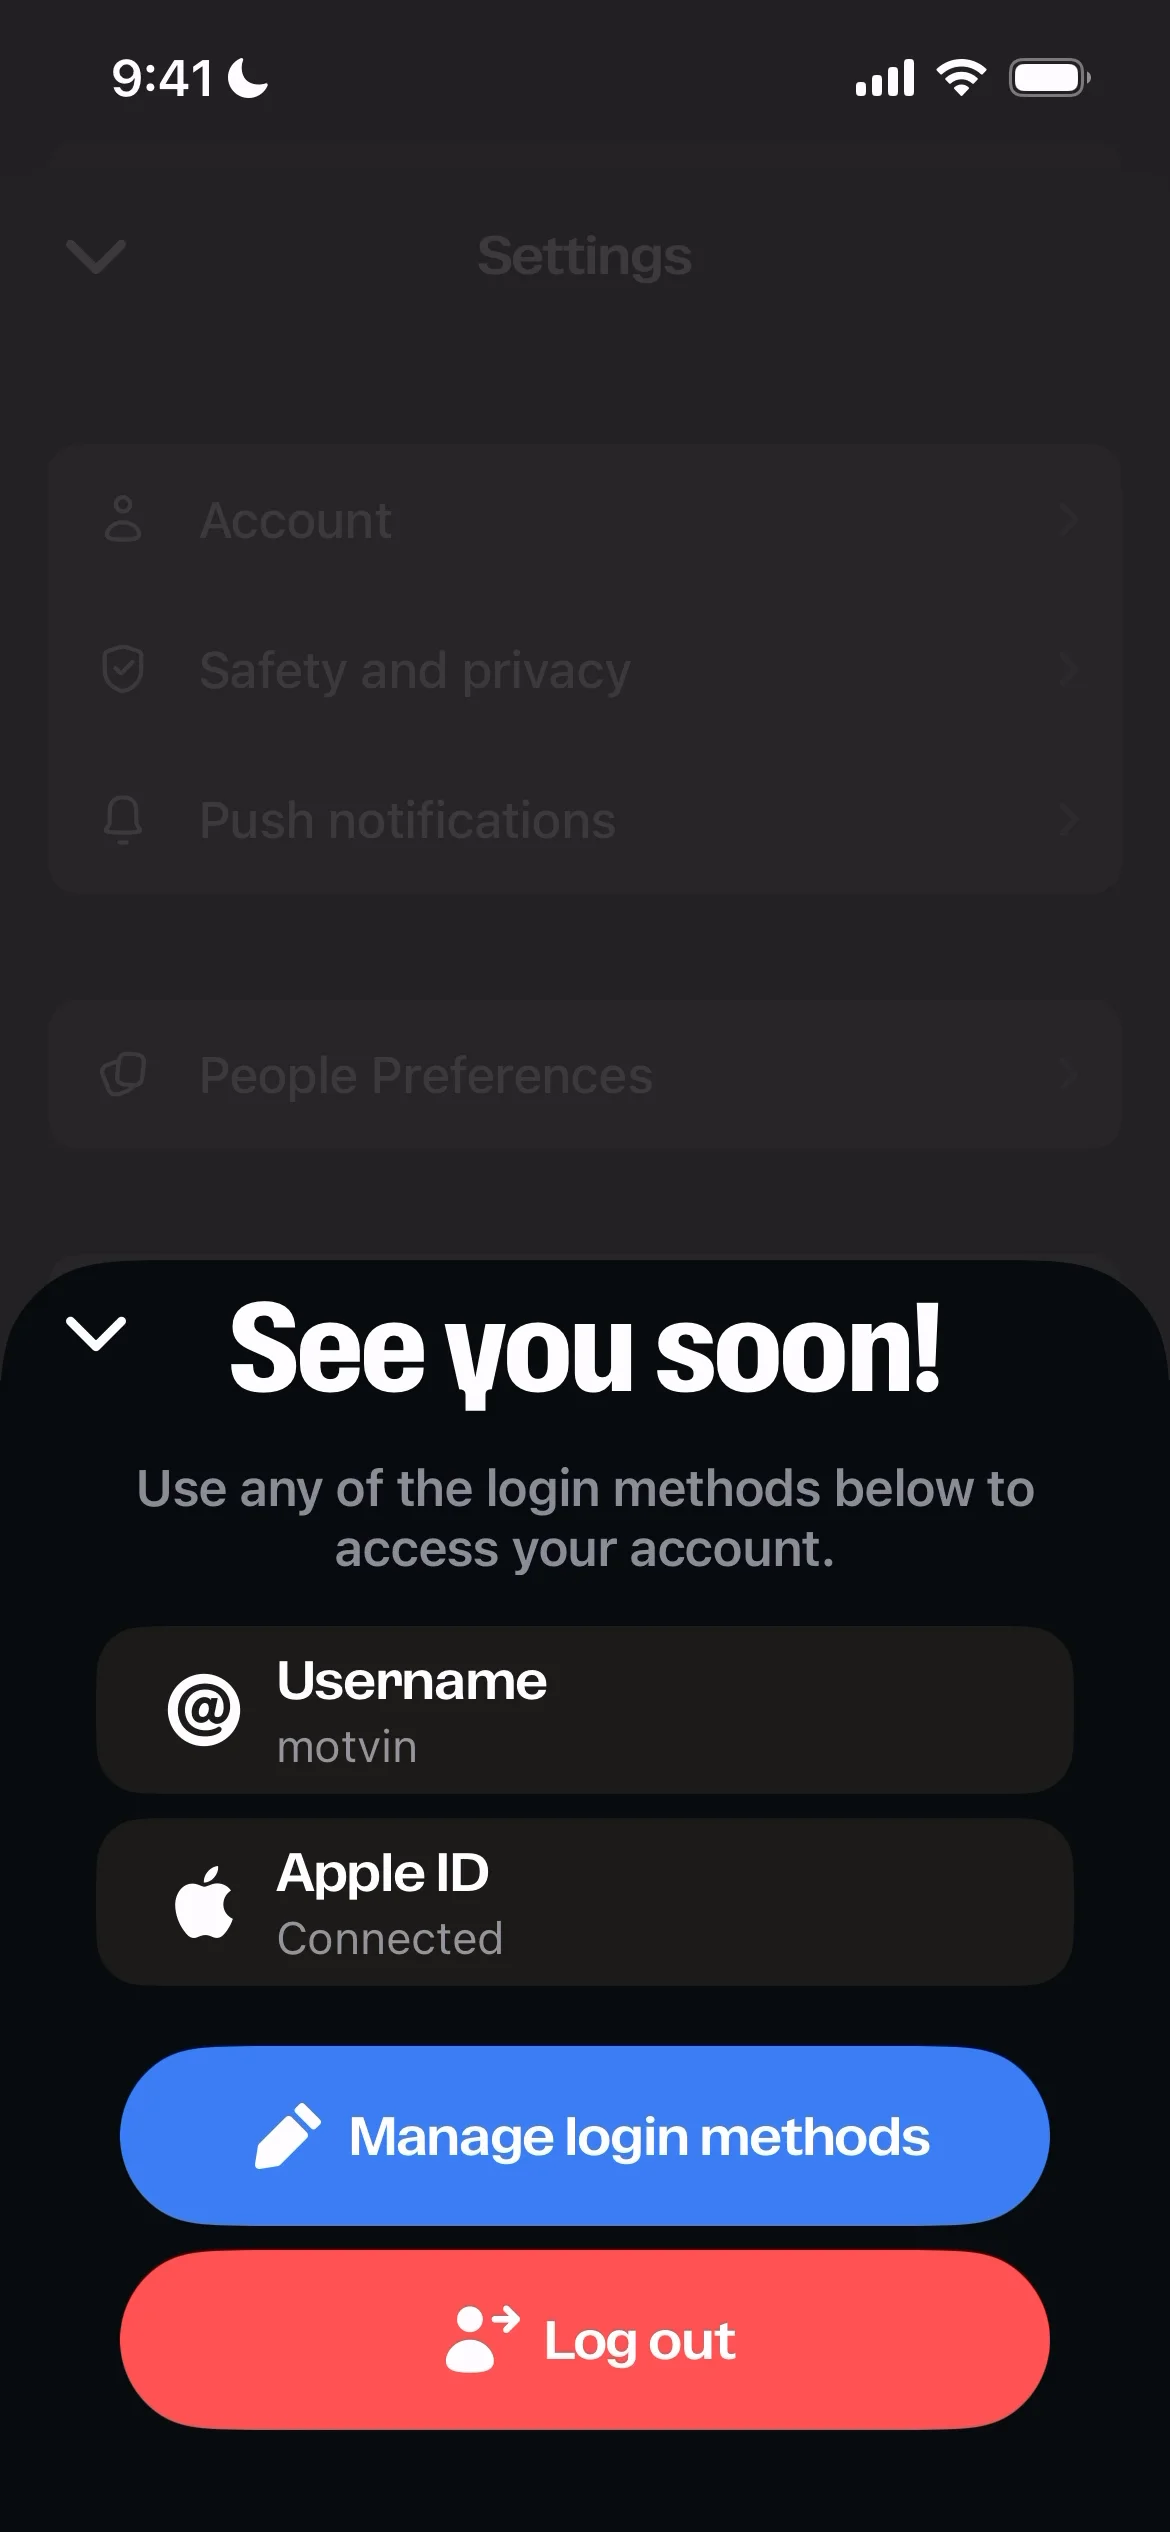 9:41
Settings
Account
Safety and privacy
Push notifications
People Preferences
See you soon!
Use any of the login methods below to
access your account.
@
Username
motvin
Apple ID
Connected
Manage login methods
Log out